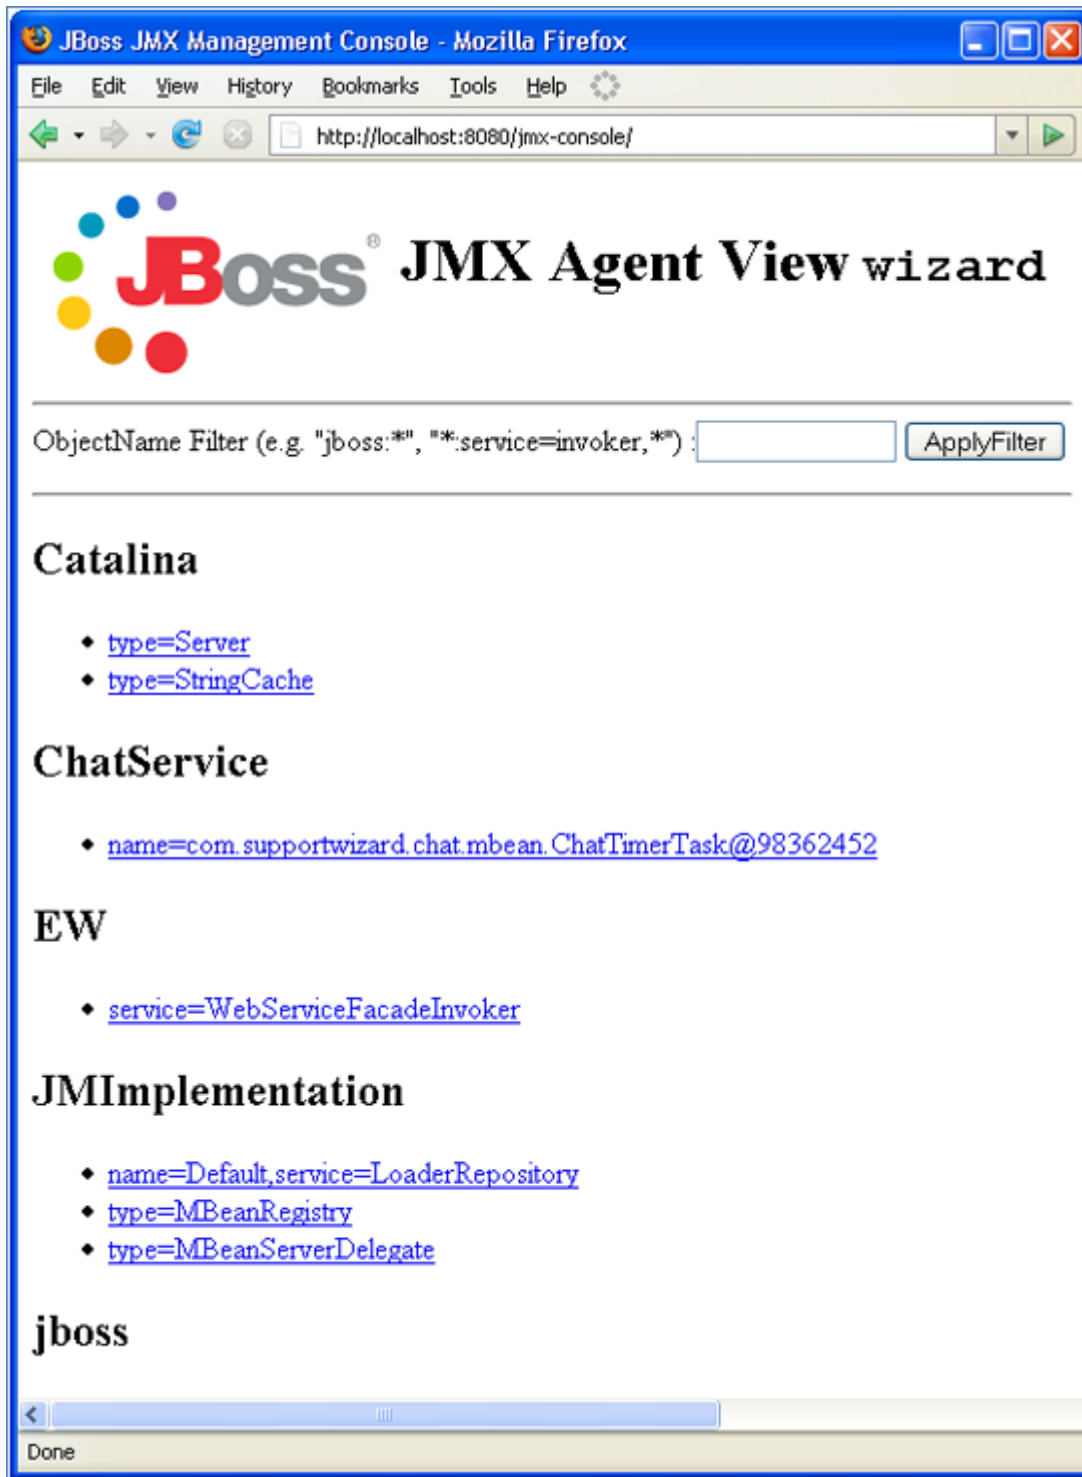 JBoss JMX Management Console - Mozilla Firefox
File Edit View History Bookmarks Tools Help
http://localhost:8080/jmx-console/
JBoss® JMX Agent View wizard
ObjectName Filter (e.g. "jboss:*", "*:service=invoker,*") : ApplyFilter
Catalina
type=Server
type=StringCache
ChatService
name=com.supportwizard.chat.mbean.ChatTimerTask@98362452
EW
service=WebServiceFacadeInvoker
JMImplementation
name=Default,service=LoaderRepository
type=MBeanRegistry
type=MBeanServerDelegate
jboss
Done